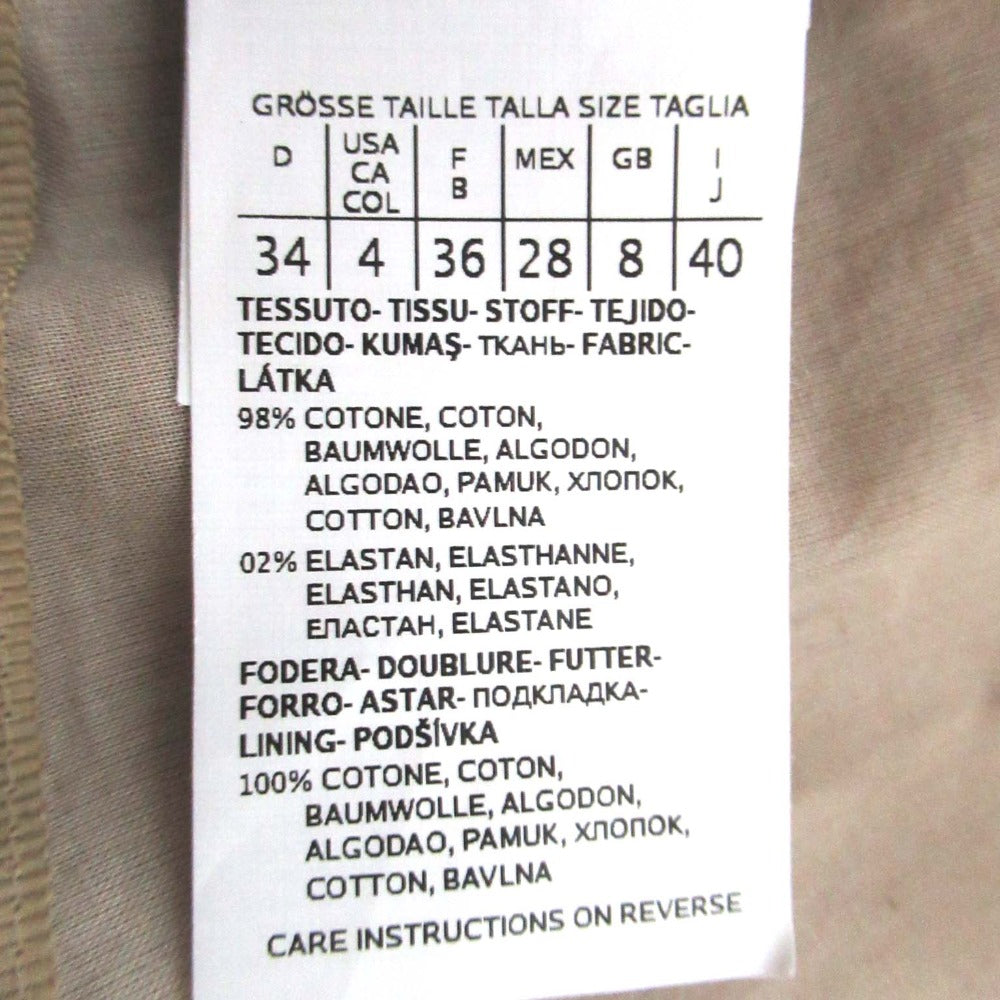 GRÖSSE TAILLE TALLA SIZE TAGLIA
D USA F MEX GB I
CA B J
COL
34 4 36 28 8 40
TESSUTO- TISSU- STOFF- TEJIDO-
TECIDO- KUMAŞ- ТКАНЬ- FABRIC-
LÁTKA
98% COTONE, COTON,
BAUMWOLLE, ALGODON,
ALGODAO, PAMUK, ХЛОПОК,
COTTON, BAVLNA
02% ELASTAN, ELASTHANNE,
ELASTHAN, ELASTANO,
ЕЛАСТАН, ELASTANE
FODERA- DOUBLURE- FUTTER-
FORRO- ASTAR- ПОДКЛАДКА-
LINING- PODŠÍVKA
100% COTONE, COTON,
BAUMWOLLE, ALGODON,
ALGODAO, PAMUK, ХЛОПОК,
COTTON, BAVLNA
CARE INSTRUCTIONS ON REVERSE